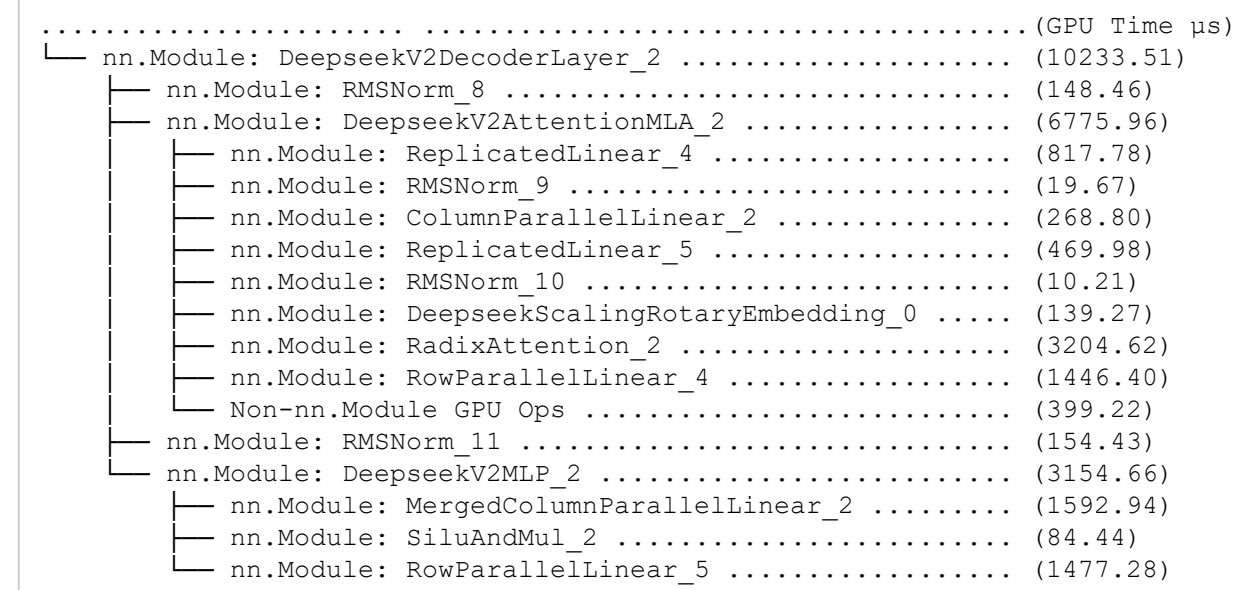 ....................... ......................................(GPU Time µs)
└── nn.Module: DeepseekV2DecoderLayer_2 ..................... (10233.51)
    ├── nn.Module: RMSNorm_8 ................................ (148.46)
    ├── nn.Module: DeepseekV2AttentionMLA_2 ................. (6775.96)
    │   ├── nn.Module: ReplicatedLinear_4 ................... (817.78)
    │   ├── nn.Module: RMSNorm_9 ............................ (19.67)
    │   ├── nn.Module: ColumnParallelLinear_2 ............... (268.80)
    │   ├── nn.Module: ReplicatedLinear_5 ................... (469.98)
    │   ├── nn.Module: RMSNorm_10 ........................... (10.21)
    │   ├── nn.Module: DeepseekScalingRotaryEmbedding_0 ..... (139.27)
    │   ├── nn.Module: RadixAttention_2 ..................... (3204.62)
    │   ├── nn.Module: RowParallelLinear_4 .................. (1446.40)
    │   └── Non-nn.Module GPU Ops ........................... (399.22)
    ├── nn.Module: RMSNorm_11 ............................... (154.43)
    └── nn.Module: DeepseekV2MLP_2 .......................... (3154.66)
        ├── nn.Module: MergedColumnParallelLinear_2 ......... (1592.94)
        ├── nn.Module: SiluAndMul_2 ......................... (84.44)
        └── nn.Module: RowParallelLinear_5 .................. (1477.28)